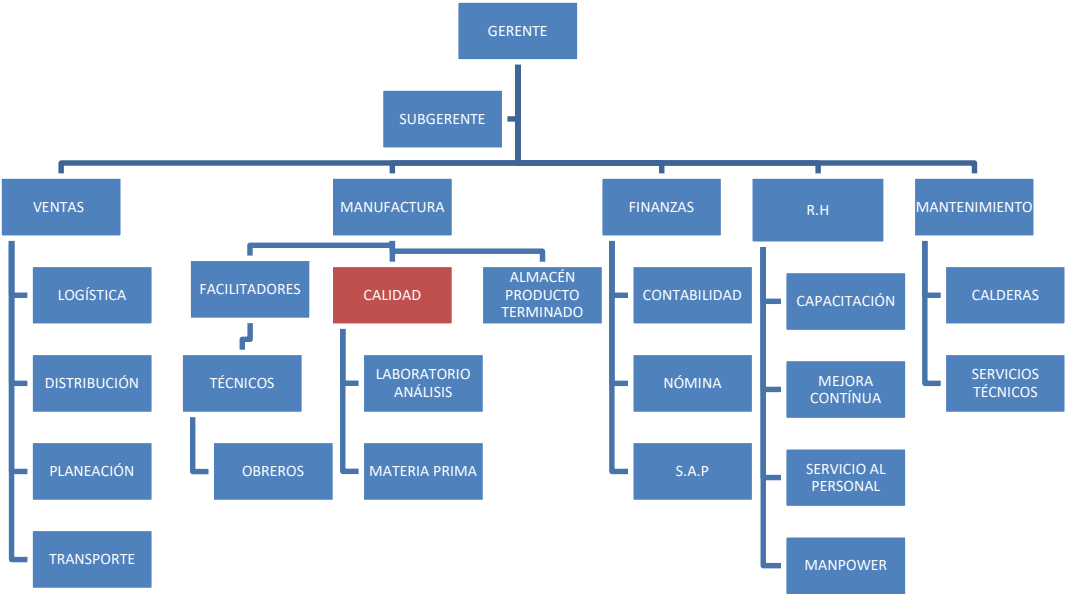 GERENTE
SUBGERENTE
VENTAS
MANUFACTURA
FINANZAS
R.H
MANTENIMIENTO
LOGÍSTICA
DISTRIBUCIÓN
PLANEACIÓN
TRANSPORTE
FACILITADORES
TÉCNICOS
OBREROS
CALIDAD
LABORATORIO
ANÁLISIS
MATERIA PRIMA
ALMACÉN
PRODUCTO
TERMINADO
CONTABILIDAD
NÓMINA
S.A.P
CAPACITACIÓN
MEJORA
CONTÍNUA
SERVICIO AL
PERSONAL
MANPOWER
CALDERAS
SERVICIOS
TÉCNICOS